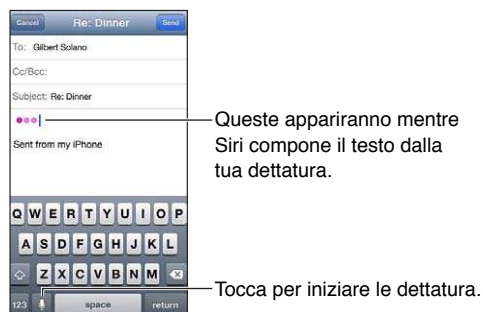 Cancel Re: Dinner Send
To: Gilbert Solano
Cc/Bcc:
Subject: Re: Dinner
Queste appariranno mentre
Siri compone il testo dalla
tua dettatura.
Sent from my iPhone
Q W E R T Y U I O P
A S D F G H J K L
Z X C V B N M
Tocca per iniziare le dettatura.
123 space return